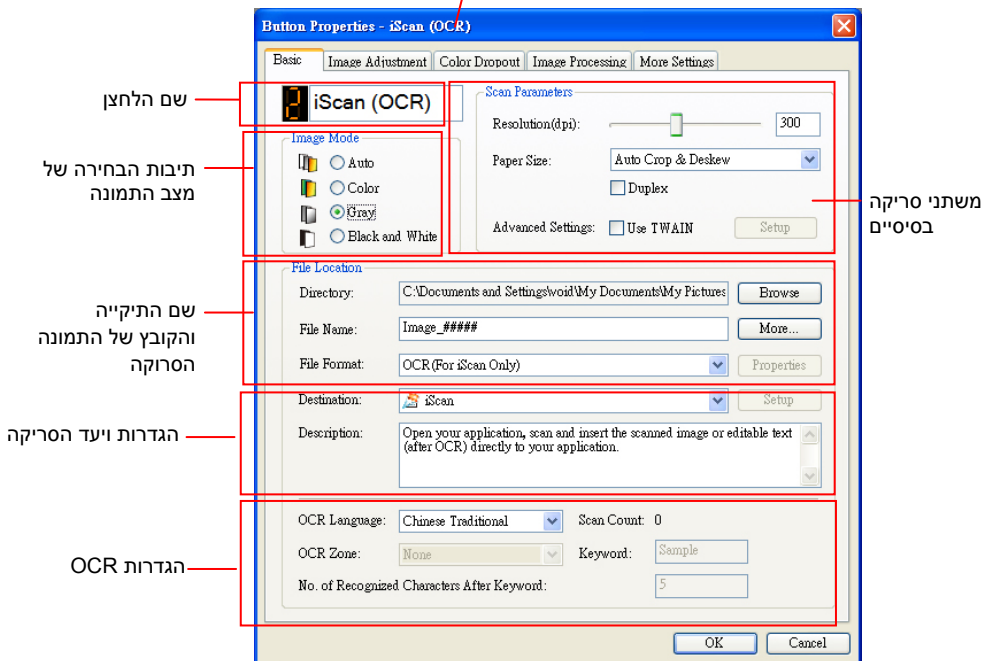 Button Properties - iScan (OCR)
Basic Image Adjustment Color Dropout Image Processing More Settings
שם הלחצן
2 iScan (OCR)
Scan Parameters
Resolution(dpi): 300
Paper Size: Auto Crop & Deskew
Duplex
Advanced Settings: Use TWAIN Setup
משתני סריקה
בסיסיים
תיבות הבחירה של
מצב התמונה
Image Mode
Auto
Color
Gray
Black and White
שם התיקייה
והקובץ של התמונה
הסרוקה
File Location
Directory: C:\Documents and Settings\void\My Documents\My Pictures Browse
File Name: Image_##### More...
File Format: OCR(For iScan Only) Properties
הגדרות ויעד הסריקה
Destination: iScan Setup
Description: Open your application, scan and insert the scanned image or editable text
(after OCR) directly to your application.
הגדרות OCR
OCR Language: Chinese Traditional Scan Count: 0
OCR Zone: None Keyword: Sample
No. of Recognized Characters After Keyword: 5
OK Cancel